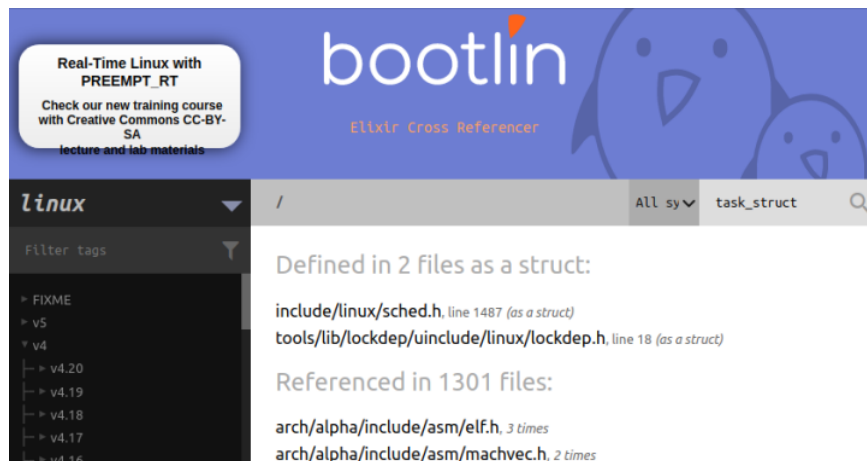 Real-Time Linux with
PREEMPT_RT
Check our new training course
with Creative Commons CC-BY-
SA
lecture and lab materials
bootlin
Elixir Cross Referencer
linux
/
All sy
task_struct
Filter tags
FIXME
v5
v4
v4.20
v4.19
v4.18
v4.17
v4.16
Defined in 2 files as a struct:
include/linux/sched.h, line 1487 (as a struct)
tools/lib/lockdep/uinclude/linux/lockdep.h, line 18 (as a struct)
Referenced in 1301 files:
arch/alpha/include/asm/elf.h, 3 times
arch/alpha/include/asm/machvec.h, 2 times